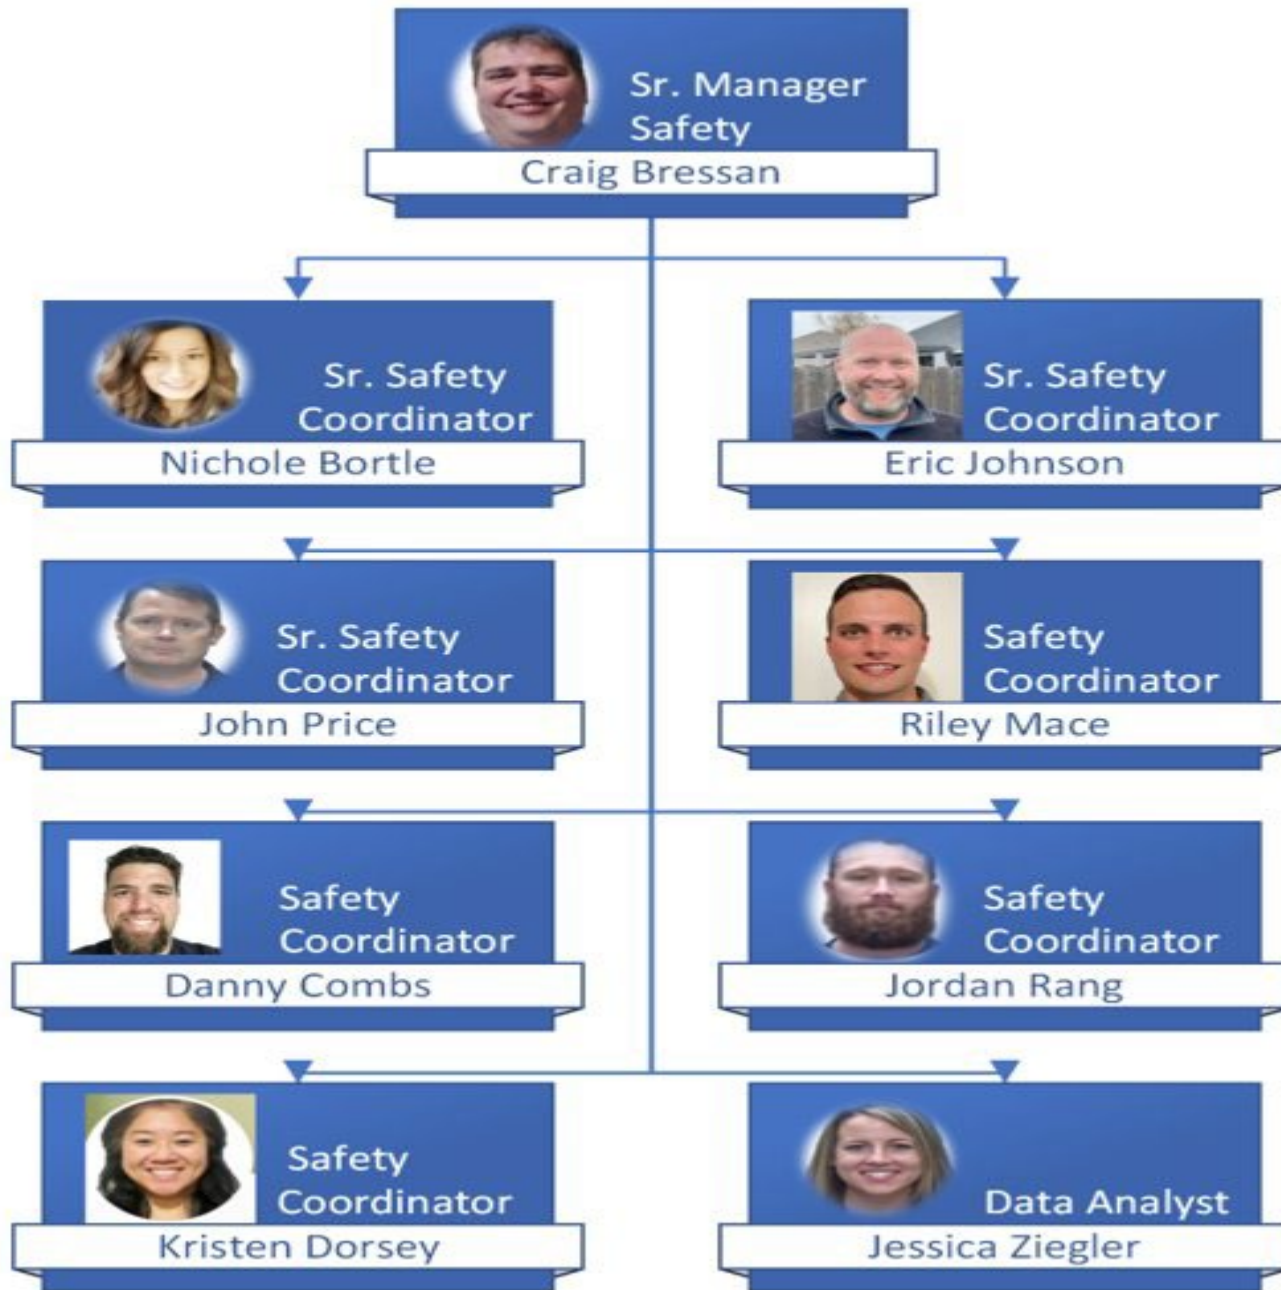 Sr. Manager
Safety
Craig Bressan
Sr. Safety
Coordinator
Nichole Bortle
Sr. Safety
Coordinator
Eric Johnson
Sr. Safety
Coordinator
John Price
Safety
Coordinator
Riley Mace
Safety
Coordinator
Danny Combs
Safety
Coordinator
Jordan Rang
Safety
Coordinator
Kristen Dorsey
Data Analyst
Jessica Ziegler